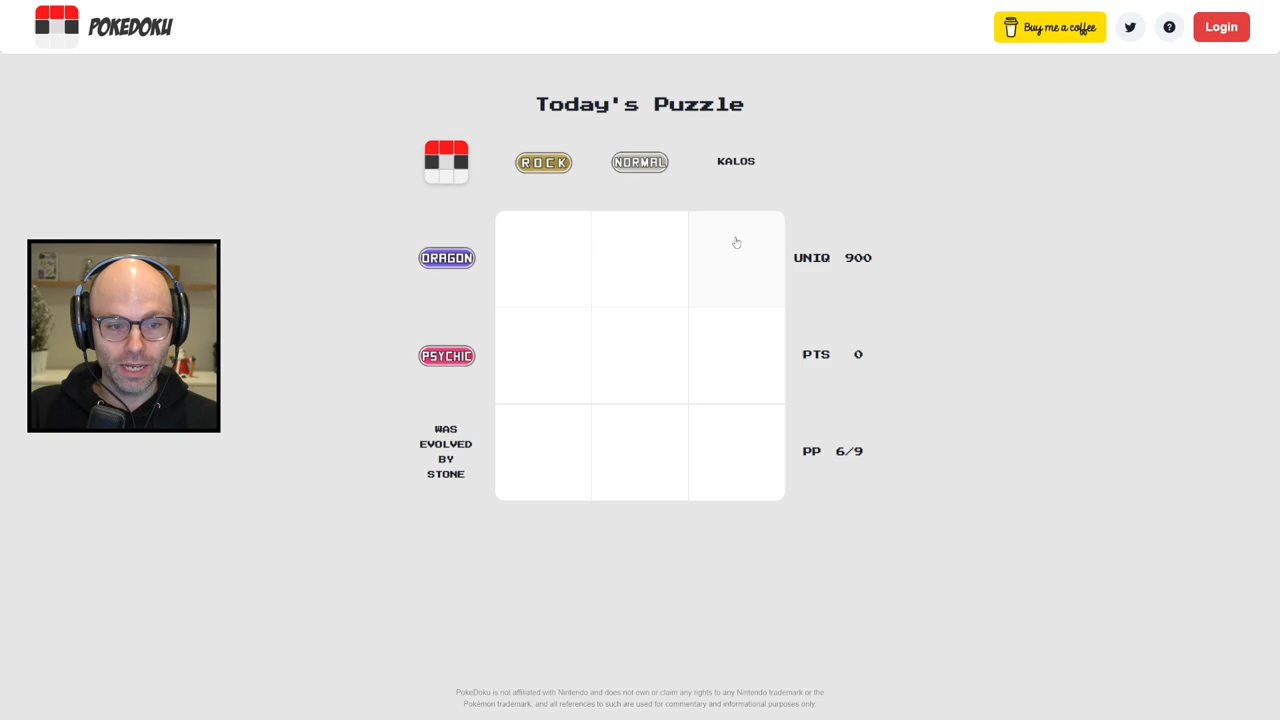 POKEDOKU
Buy me a coffee
Login
Today's Puzzle
ROCK
NORMAL
KALOS
DRAGON
UNIQ 900
PSYCHIC
PTS 0
WAS
EVOLVED
BY
STONE
PP 6/9
PokeDoku is not affiliated with Nintendo and does not own or claim any rights to any Nintendo trademark or the
Pokémon trademark, and all references to such are used for commentary and informational purposes only.